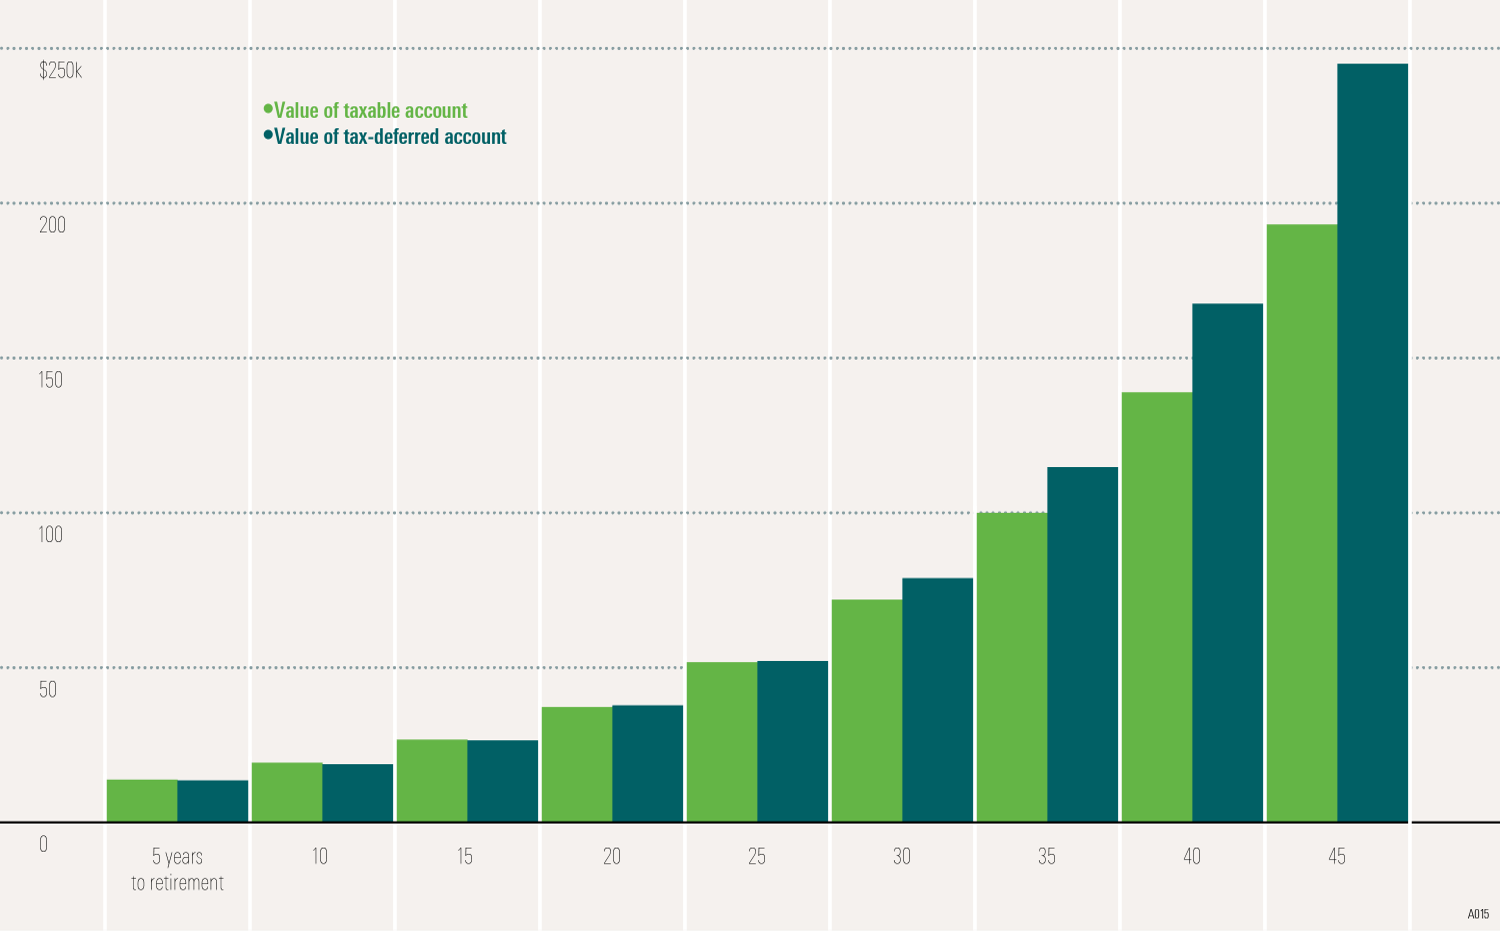 $250k
•Value of taxable account
•Value of tax-deferred account
200
150
100
50
0
5 years
to retirement
10
15
20
25
30
35
40
45
A015